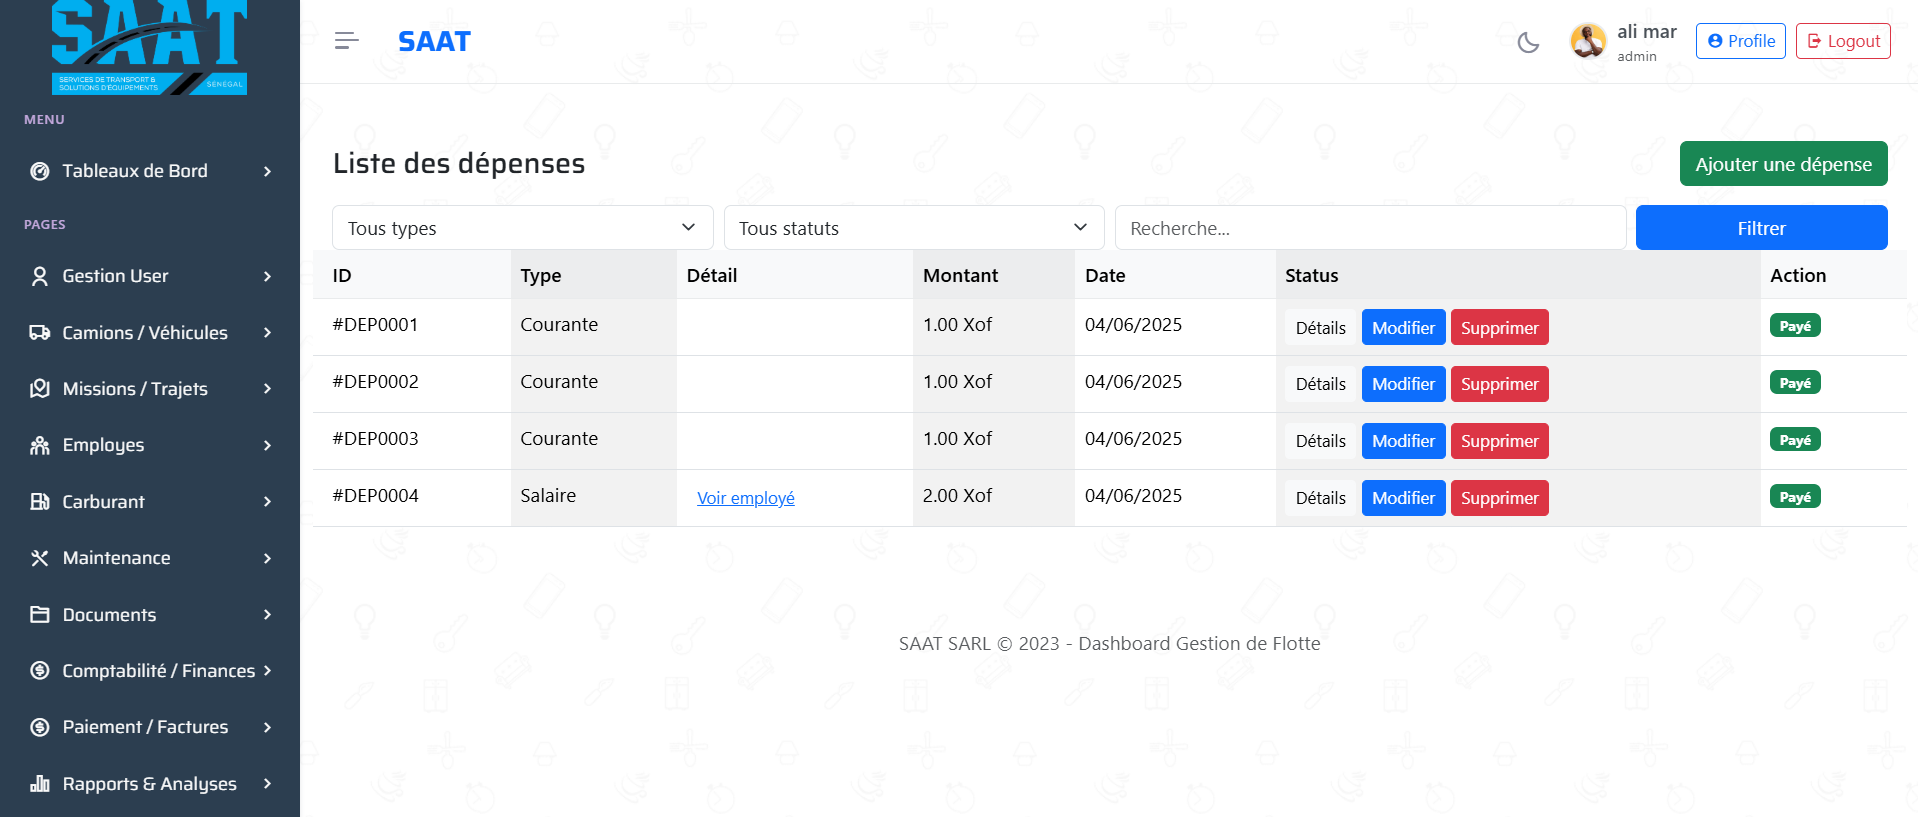 SAAT
SERVICES DE TRANSPORT &
SOLUTIONS D'ÉQUIPEMENTS
SÉNÉGAL
MENU
Tableaux de Bord
PAGES
Gestion User
Camions / Véhicules
Missions / Trajets
Employes
Carburant
Maintenance
Documents
Comptabilité / Finances
Paiement / Factures
Rapports & Analyses
SAAT
ali mar
admin
Profile
Logout
Liste des dépenses
Ajouter une dépense
Tous types
Tous statuts
Recherche...
Filtrer
ID Type Détail Montant Date Status Action
#DEP0001 Courante 1.00 Xof 04/06/2025 Détails Modifier Supprimer Payé
#DEP0002 Courante 1.00 Xof 04/06/2025 Détails Modifier Supprimer Payé
#DEP0003 Courante 1.00 Xof 04/06/2025 Détails Modifier Supprimer Payé
#DEP0004 Salaire Voir employé 2.00 Xof 04/06/2025 Détails Modifier Supprimer Payé
SAAT SARL © 2023 - Dashboard Gestion de Flotte